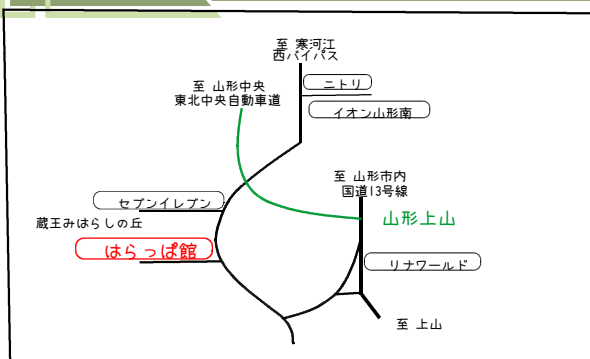 至 寒河江
西バイパス
ニトリ
至 山形中央
東北中央自動車道
イオン山形南
至 山形市内
国道13号線
セブンイレブン
山形上山
蔵王みはらしの丘
はらっぱ館
リナワールド
至 上山